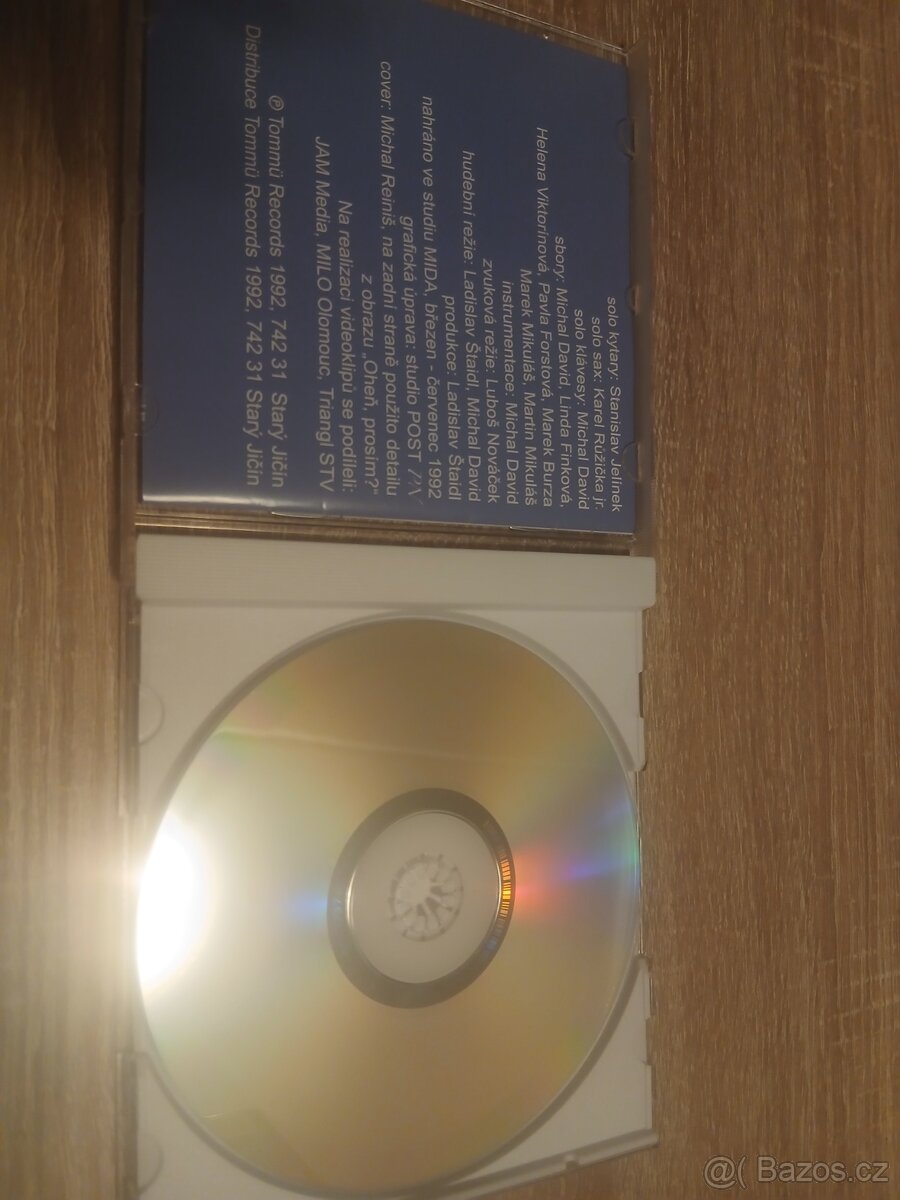 solo kytary: Stanislav Jelínek
solo sax: Karel Růžička jr.
solo klávesy: Michal David
sbory: Michal David, Linda Finková,
Helena Viktorínová, Pavla Forstová, Marek Burza
Marek Mikuláš, Martin Mikuláš
instrumentace: Michal David
zvuková režie: Luboš Nováček
hudební režie: Ladislav Štaidl, Michal David
produkce: Ladislav Štaidl
nahráno ve studiu MIDA, březen - červenec 1992
grafická úprava: studio POST
cover: Michal Reiniš, na zadní straně použito detailu
z obrazu „Oheň, prosím?"
Na realizaci videoklipů se podíleli:
JAM Media, MILO Olomouc, Triangl STV
℗ Tommü Records 1992, 742 31 Starý Jičín
Distribuce Tommü Records 1992, 742 31 Starý Jičín
@( Bazos.cz